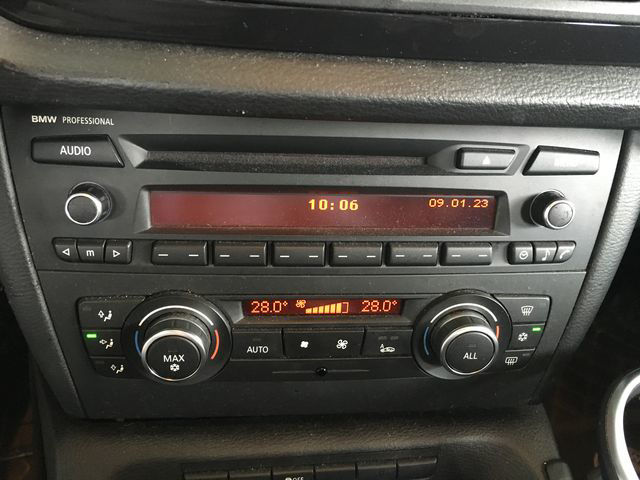 BMW PROFESSIONAL
AUDIO
10:06
09.01.23
m
28.0°
28.0°
MAX
AUTO
A
ALL
OFF